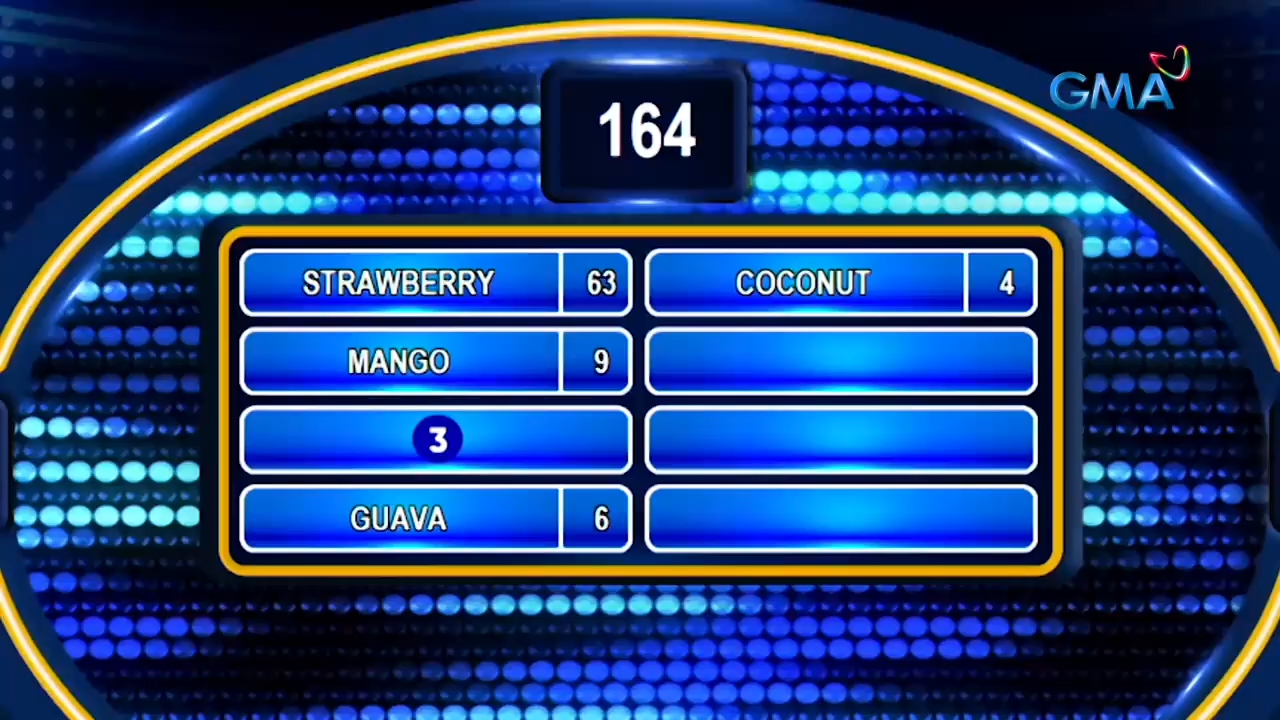 GMA
164
STRAWBERRY 63
MANGO 9
3
GUAVA 6
COCONUT 4